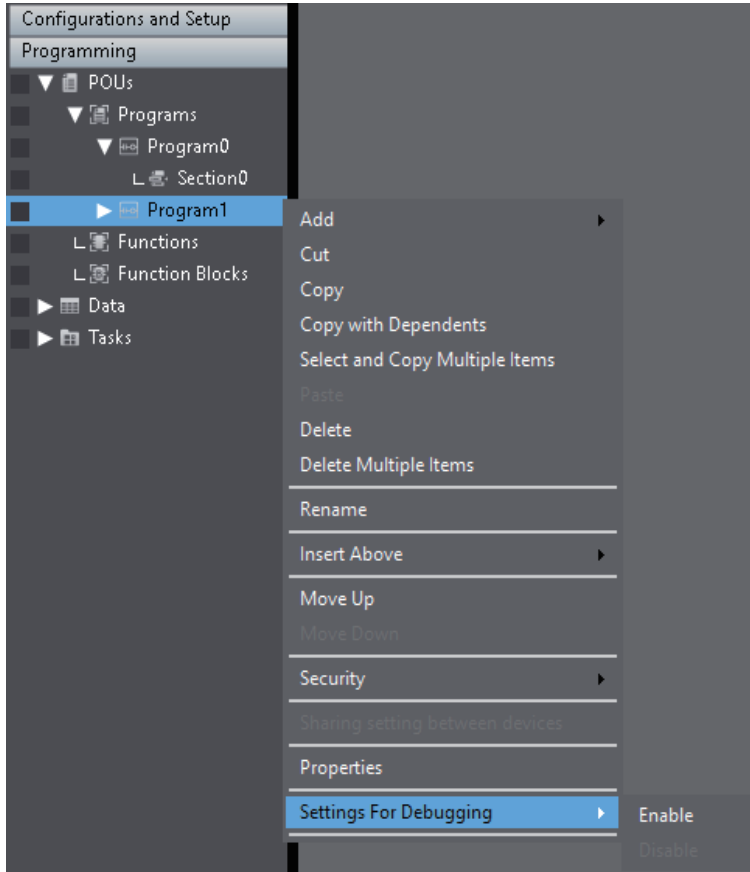 Configurations and Setup
Programming
POUs
Programs
Program0
Section0
Program1
Functions
Function Blocks
Data
Tasks
Add
Cut
Copy
Copy with Dependents
Select and Copy Multiple Items
Paste
Delete
Delete Multiple Items
Rename
Insert Above
Move Up
Move Down
Security
Sharing setting between devices
Properties
Settings For Debugging
Enable
Disable